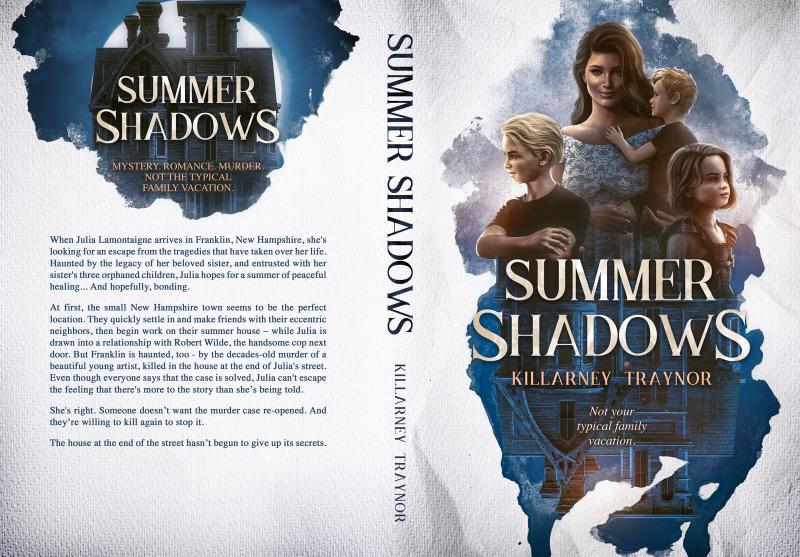 SUMMER
SHADOWS
MYSTERY. ROMANCE. MURDER.
NOT THE TYPICAL
FAMILY VACATION.
When Julia Lamontaigne arrives in Franklin, New Hampshire, she's
looking for an escape from the tragedies that have taken over her life.
Haunted by the legacy of her beloved sister, and entrusted with her
sister's three orphaned children, Julia hopes for a summer of peaceful
healing... And hopefully, bonding.
At first, the small New Hampshire town seems to be the perfect
location. They quickly settle in and make friends with their eccentric
neighbors, then begin work on their summer house – while Julia is
drawn into a relationship with Robert Wilde, the handsome cop next
door. But Franklin is haunted, too - by the decades-old murder of a
beautiful young artist, killed in the house at the end of Julia's street.
Even though everyone says that the case is solved, Julia can't escape
the feeling that there's more to the story than she's being told.
She's right. Someone doesn't want the murder case re-opened. And
they're willing to kill again to stop it.
The house at the end of the street hasn't begun to give up its secrets.
SUMMER SHADOWS
KILLARNEY TRAYNOR
SUMMER
SHADOWS
KILLARNEY TRAYNOR
Not your
typical family
vacation.